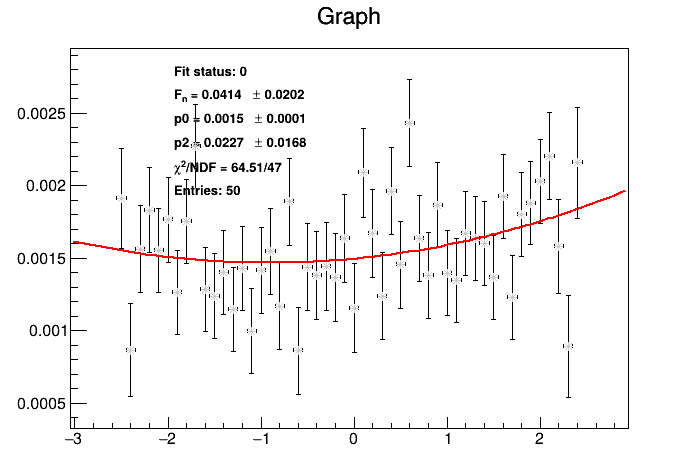 Graph
Fit status: 0
Fn = 0.0414 ± 0.0202
p0 = 0.0015 ± 0.0001
p2 = 0.0227 ± 0.0168
χ²/NDF = 64.51/47
Entries: 50
0.0025
0.002
0.0015
0.001
0.0005
−3 −2 −1 0 1 2